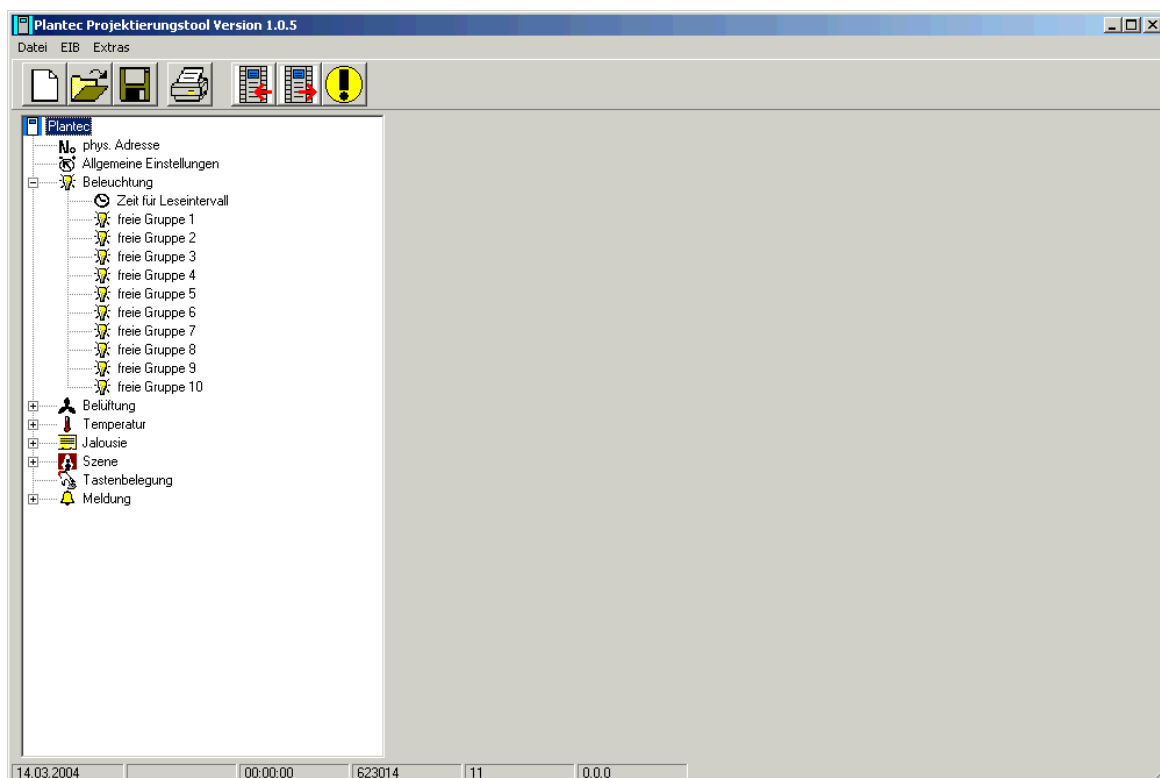 Plantec Projektierungstool Version 1.0.5
Datei EIB Extras
Plantec
No phys. Adresse
Allgemeine Einstellungen
Beleuchtung
Zeit für Leseintervall
freie Gruppe 1
freie Gruppe 2
freie Gruppe 3
freie Gruppe 4
freie Gruppe 5
freie Gruppe 6
freie Gruppe 7
freie Gruppe 8
freie Gruppe 9
freie Gruppe 10
Belüftung
Temperatur
Jalousie
Szene
Tastenbelegung
Meldung
14.03.2004 00:00:00 623014 11 0.0.0